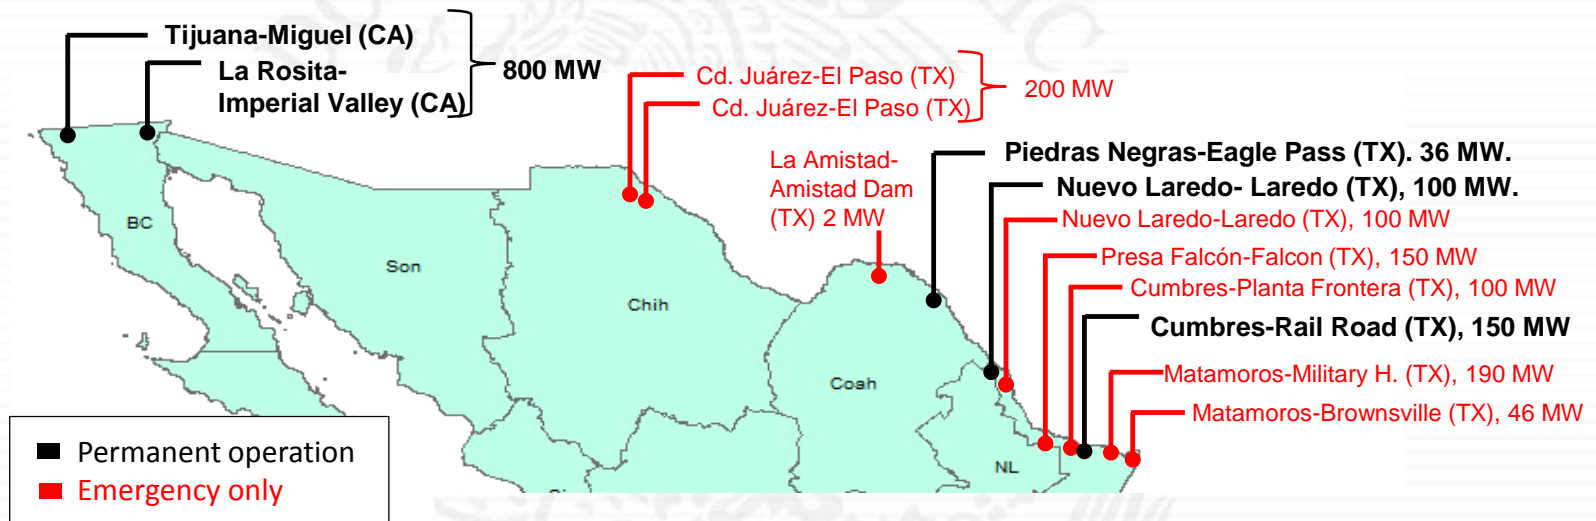 Tijuana-Miguel (CA)
La Rosita-
Imperial Valley (CA)
800 MW
Cd. Juárez-El Paso (TX)
Cd. Juárez-El Paso (TX)
200 MW
La Amistad-
Amistad Dam
(TX) 2 MW
Piedras Negras-Eagle Pass (TX). 36 MW.
Nuevo Laredo- Laredo (TX), 100 MW.
Nuevo Laredo-Laredo (TX), 100 MW
Presa Falcón-Falcon (TX), 150 MW
Cumbres-Planta Frontera (TX), 100 MW
Cumbres-Rail Road (TX), 150 MW
Matamoros-Military H. (TX), 190 MW
Matamoros-Brownsville (TX), 46 MW
BC
Son
Chih
Coah
NL
Permanent operation
Emergency only